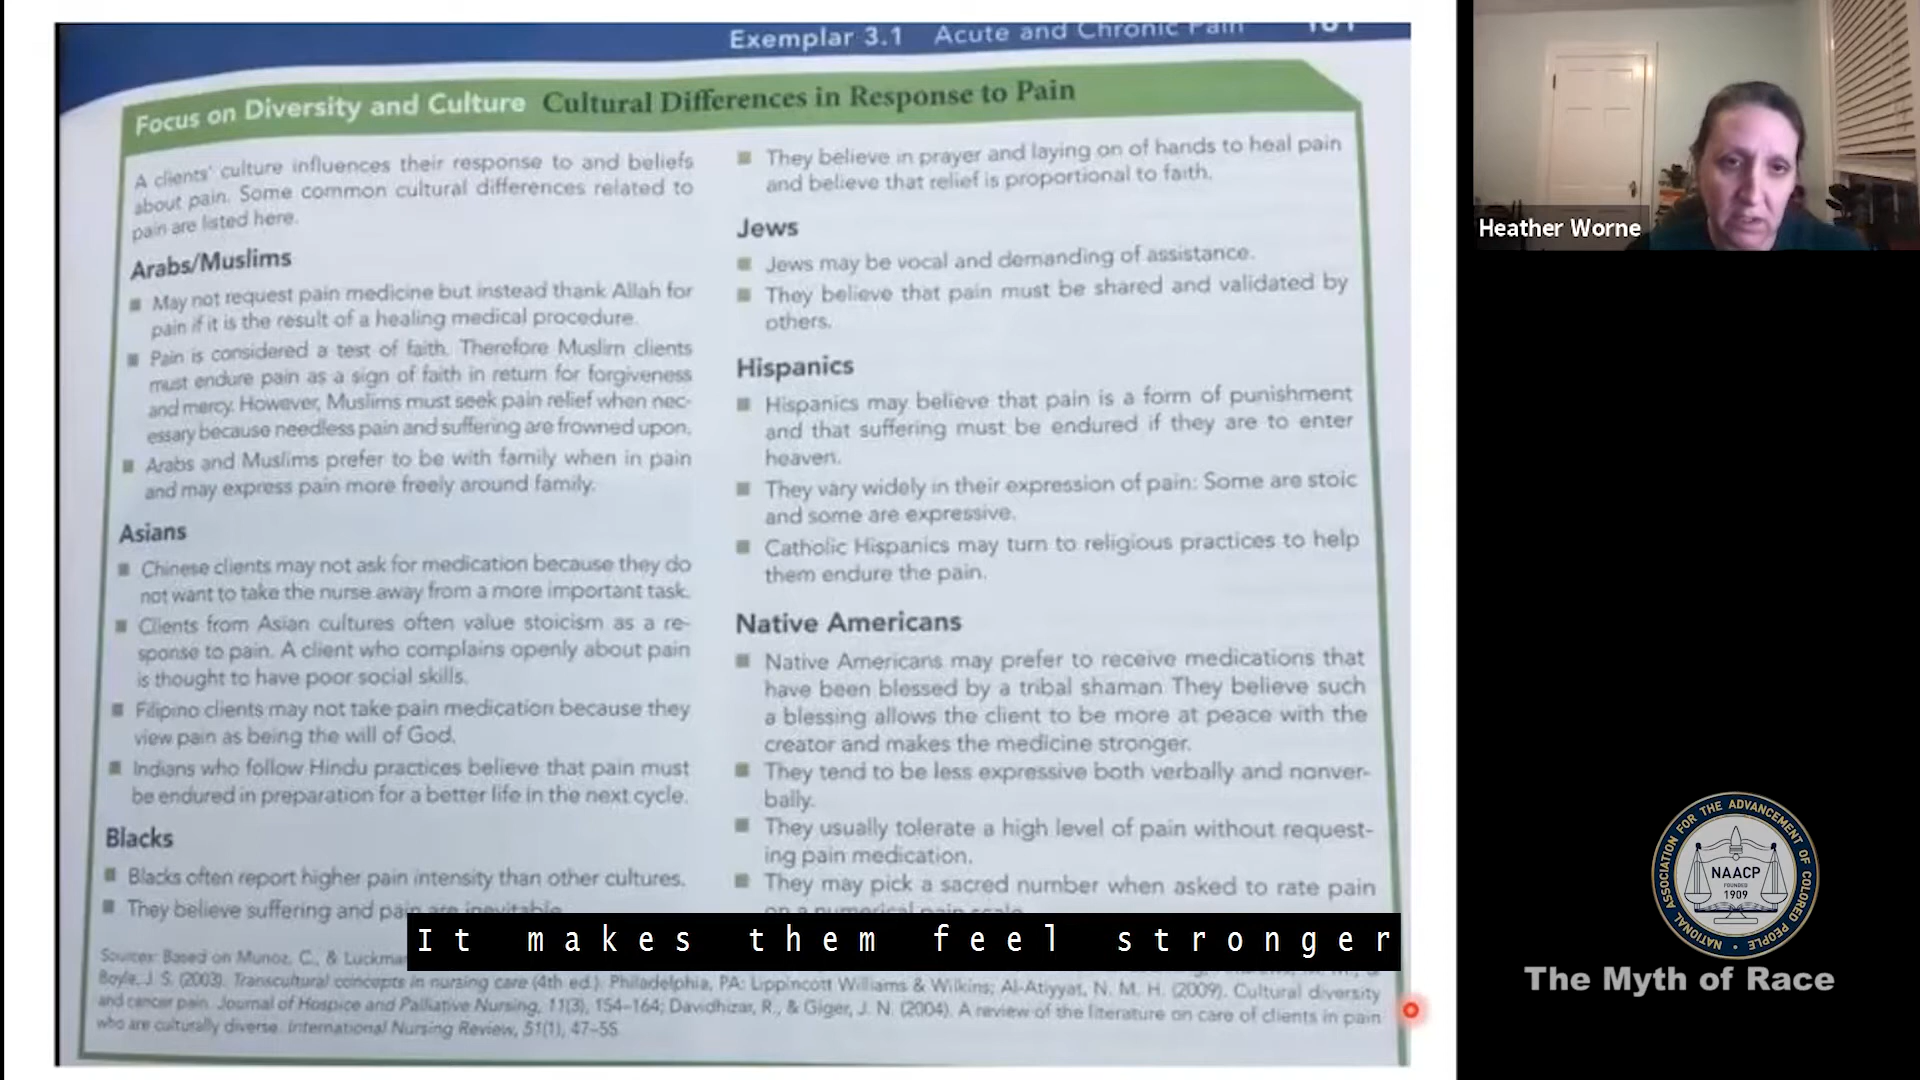 Exemplar 3.1 Acute and Chronic Pain
Focus on Diversity and Culture Cultural Differences in Response to Pain
A clients' culture influences their response to and beliefs
about pain. Some common cultural differences related to
pain are listed here.
Arabs/Muslims
May not request pain medicine but instead thank Allah for
pain if it is the result of a healing medical procedure.
Pain is considered a test of faith. Therefore Muslim clients
must endure pain as a sign of faith in return for forgiveness
and mercy. However, Muslims must seek pain relief when nec-
essary because needless pain and suffering are frowned upon.
Arabs and Muslims prefer to be with family when in pain
and may express pain more freely around family.
Asians
Chinese clients may not ask for medication because they do
not want to take the nurse away from a more important task.
Clients from Asian cultures often value stoicism as a re-
sponse to pain. A client who complains openly about pain
is thought to have poor social skills.
Filipino clients may not take pain medication because they
view pain as being the will of God.
Indians who follow Hindu practices believe that pain must
be endured in preparation for a better life in the next cycle.
Blacks
Blacks often report higher pain intensity than other cultures.
They believe suffering and pain are inevitable.
They believe in prayer and laying on of hands to heal pain
and believe that relief is proportional to faith.
Jews
Jews may be vocal and demanding of assistance.
They believe that pain must be shared and validated by
others.
Hispanics
Hispanics may believe that pain is a form of punishment
and that suffering must be endured if they are to enter
heaven.
They vary widely in their expression of pain: Some are stoic
and some are expressive.
Catholic Hispanics may turn to religious practices to help
them endure the pain.
Native Americans
Native Americans may prefer to receive medications that
have been blessed by a tribal shaman They believe such
a blessing allows the client to be more at peace with the
creator and makes the medicine stronger.
They tend to be less expressive both verbally and nonver-
bally.
They usually tolerate a high level of pain without request-
ing pain medication.
They may pick a sacred number when asked to rate pain
on a numerical pain scale.
Sources: Based on Munoz, C., & Luckma
Boyle, J. S. (2003). Transcultural concepts in nursing care (4th ed.). Philadelphia, PA: Lippincott Williams & Wilkins; Al-Atiyyat, N. M. H. (2009). Cultural diversity
and cancer pain. Journal of Hospice and Palliative Nursing, 11(3), 154–164; Davidhizar, R., & Giger, J. N. (2004). A review of the literature on care of clients in pain
who are culturally diverse. International Nursing Review, 51(1), 47–55.
It makes them feel stronger
Heather Worne
NATIONAL ASSOCIATION FOR THE ADVANCEMENT OF COLORED PEOPLE
NAACP
FOUNDED
1909
The Myth of Race